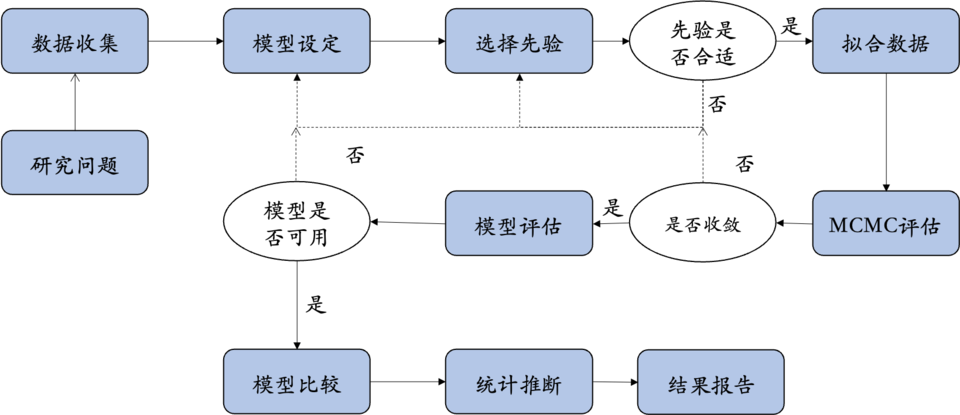 数据收集
模型设定
选择先验
先验是
否合适
是
拟合数据
否
研究问题
否
否
模型是
否可用
模型评估
是
是否收敛
MCMC评估
是
模型比较
统计推断
结果报告